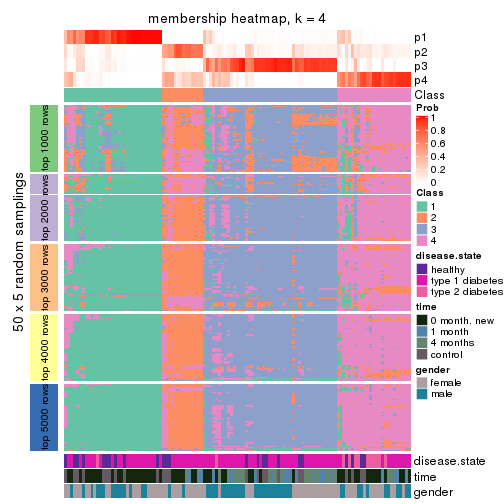 membership heatmap, k = 4
p1
p2
p3
p4
Class
Prob
1
0.8
0.6
0.4
0.2
0
Class
1
2
3
4
disease.state
healthy
type 1 diabetes
type 2 diabetes
time
0 month. new
1 month
4 months
control
gender
female
male
50 x 5 random samplings
top 1000 rows
top 2000 rows
top 3000 rows
top 4000 rows
top 5000 rows
disease.state
time
gender